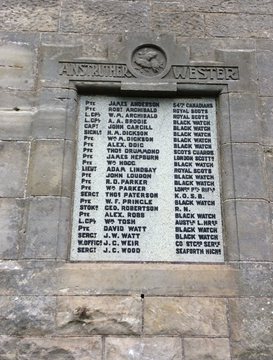 ANSTRUTHER WESTER
PTE JAMES ANDERSON 54TH CANADIANS
PTE ROBT ARCHIBALD ROYAL SCOTS
L.CPL W.M. ARCHIBALD ROYAL SCOTS
L.CPL A.A. BRODIE BLACK WATCH
CAPT JOHN CARGILL BLACK WATCH
SIGNLR H.M. DICKSON BLACK WATCH
PTE WM M. DICKSON BLACK WATCH
PTE ALEX. DOIG SCOTS GUARDS
PTE THOS DRUMMOND BLACK WATCH
PTE JAMES HEPBURN LONDON SCOTTH
PTE WM HOGG BLACK WATCH
LIEUT ADAM LINDSAY ROYAL SCOTS
PTE JOHN LOUDON BLACK WATCH
PTE R.D. PARKER BLACK WATCH
PTE WM PARKER
SERGT THOS PATERSON K.O.S.B.
PTE W.F. PRINGLE BLACK WATCH
STOKR GEO. ROBERTSON R.N.
PTE ALEX. ROSS BLACK WATCH
L.CPL WM TOSH
PTE DAVID WATT BLACK WATCH
SERGT J.W. WATT BLACK WATCH
W.OFFICR J.C. WEIR
SERGT J.C. WOOD SEAFORTH HIGHRS